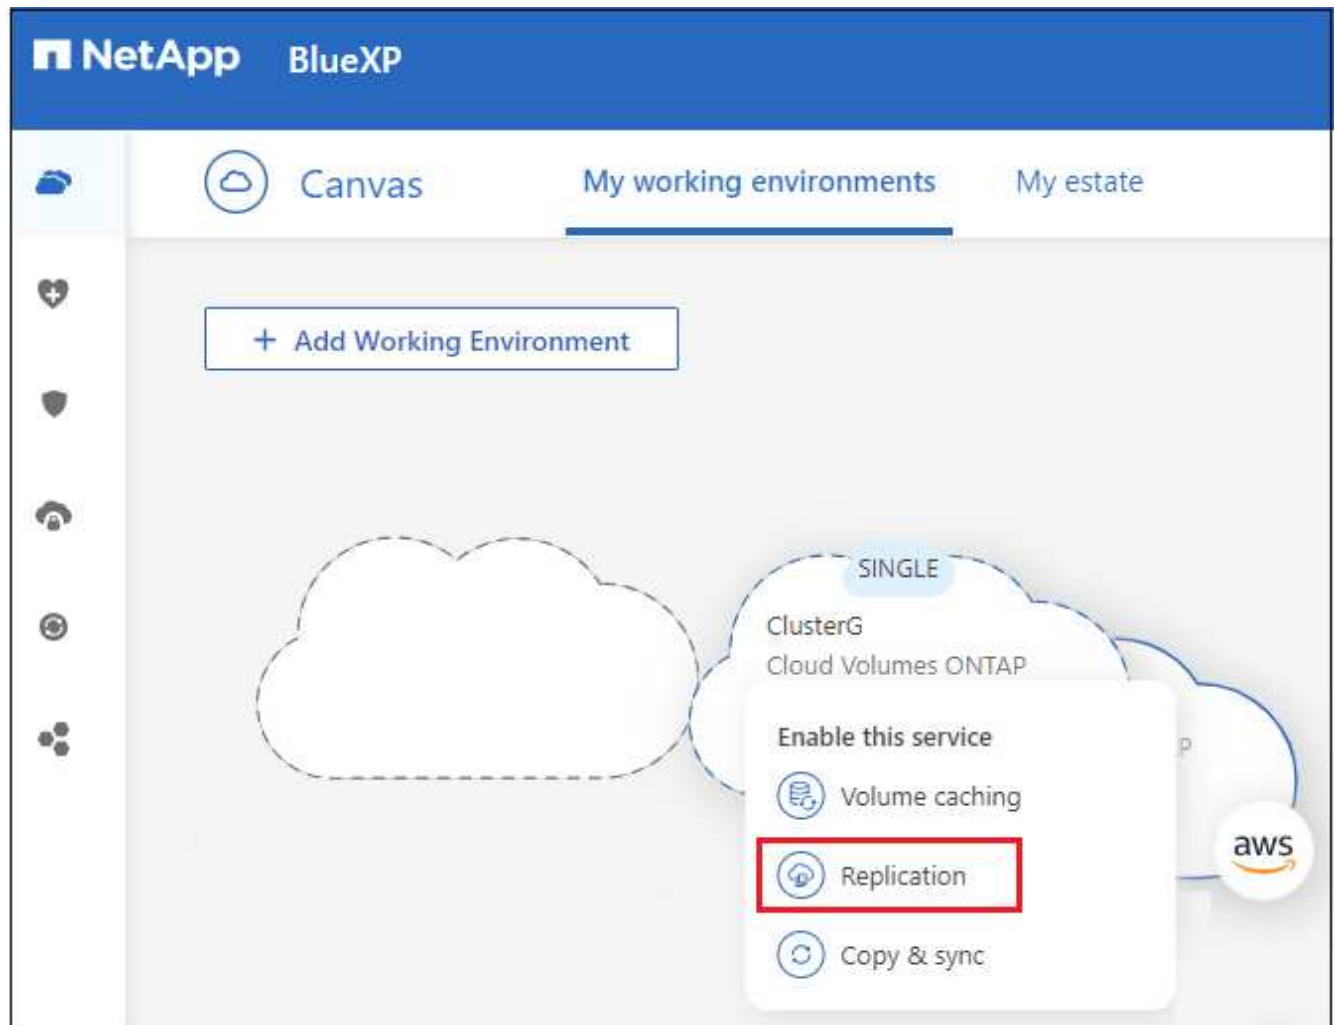 NetApp BlueXP
Canvas My working environments My estate
+ Add Working Environment
SINGLE
ClusterG
Cloud Volumes ONTAP
Enable this service
P
Volume caching
aws
Replication
Copy & sync